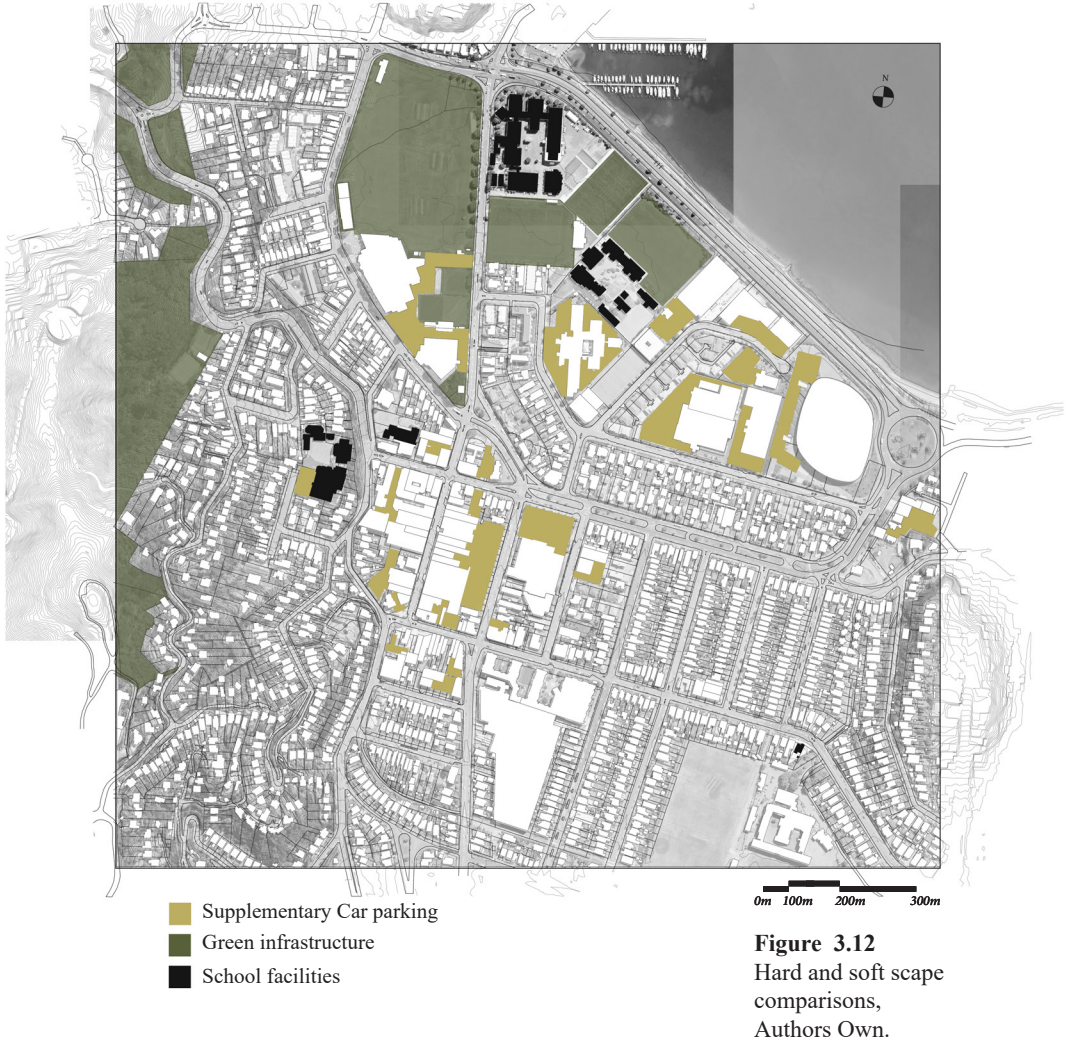 N
Supplementary Car parking
Green infrastructure
School facilities
0m 100m 200m 300m
Figure 3.12
Hard and soft scape
comparisons,
Authors Own.